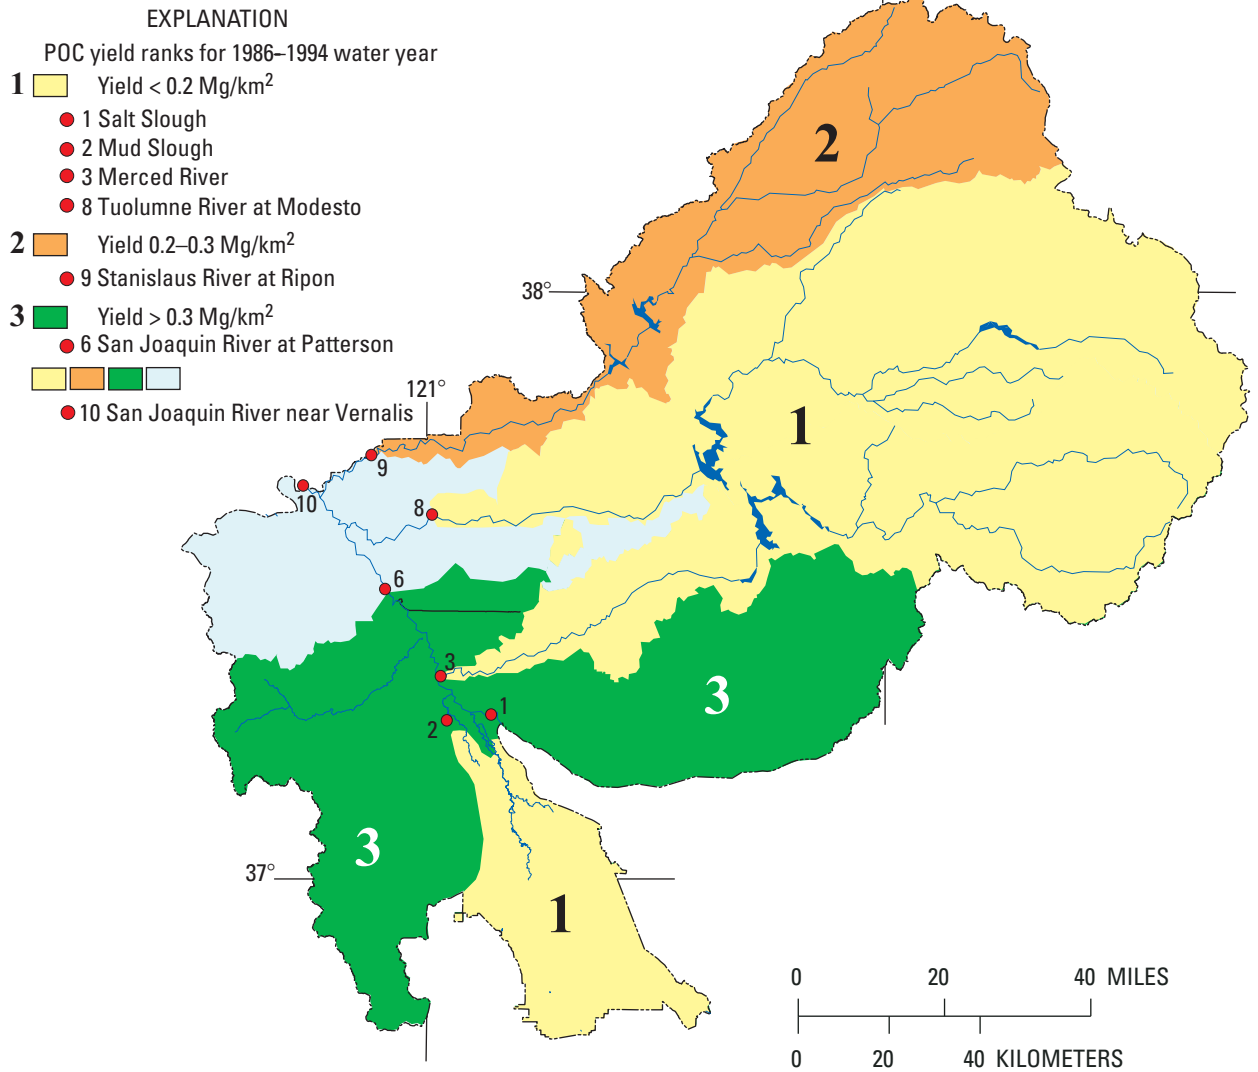 EXPLANATION
POC yield ranks for 1986–1994 water year
1 Yield < 0.2 Mg/km²
1 Salt Slough
2 Mud Slough
3 Merced River
8 Tuolumne River at Modesto
2 Yield 0.2–0.3 Mg/km²
9 Stanislaus River at Ripon
3 Yield > 0.3 Mg/km²
6 San Joaquin River at Patterson
10 San Joaquin River near Vernalis
2
38°
121°
1
9
10
8
6
3
3
1
2
3
37°
1
0 20 40 MILES
0 20 40 KILOMETERS